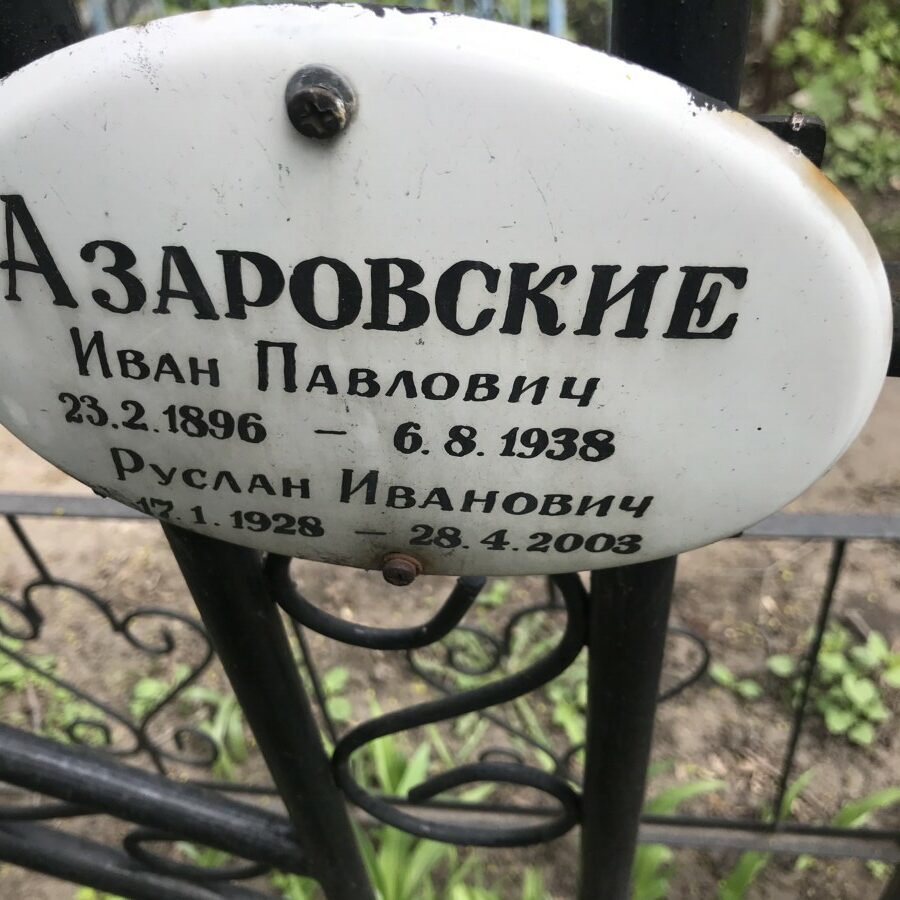 Азаровские
Иван Павлович
23.2.1896 – 6.8.1938
Руслан Иванович
17.1.1928 – 28.4.2003